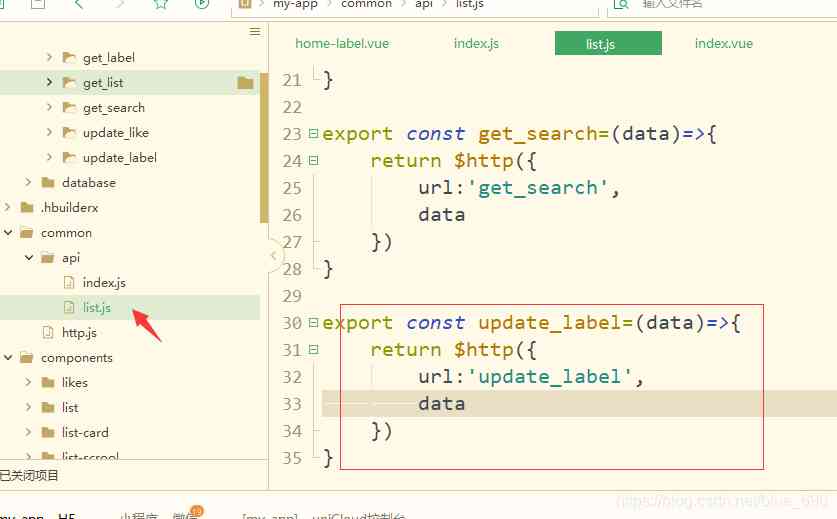 my-app > common > api > list.js
输入文件名
get_label
get_list
get_search
update_like
update_label
database
.hbuilderx
common
api
index.js
list.js
http.js
components
likes
list
list-card
list-scrool
已关闭项目
home-label.vue index.js list.js index.vue
21 }
22
23 export const get_search=(data)=>{
24 return $http({
25 url:'get_search',
26 data
27 })
28 }
29
30 export const update_label=(data)=>{
31 return $http({
32 url:'update_label',
33 data
34 })
35 }
https://blog.csdn.net/blue_698
my-app - H5 小程序 - 微信 [my-app] - uniCloud控制台